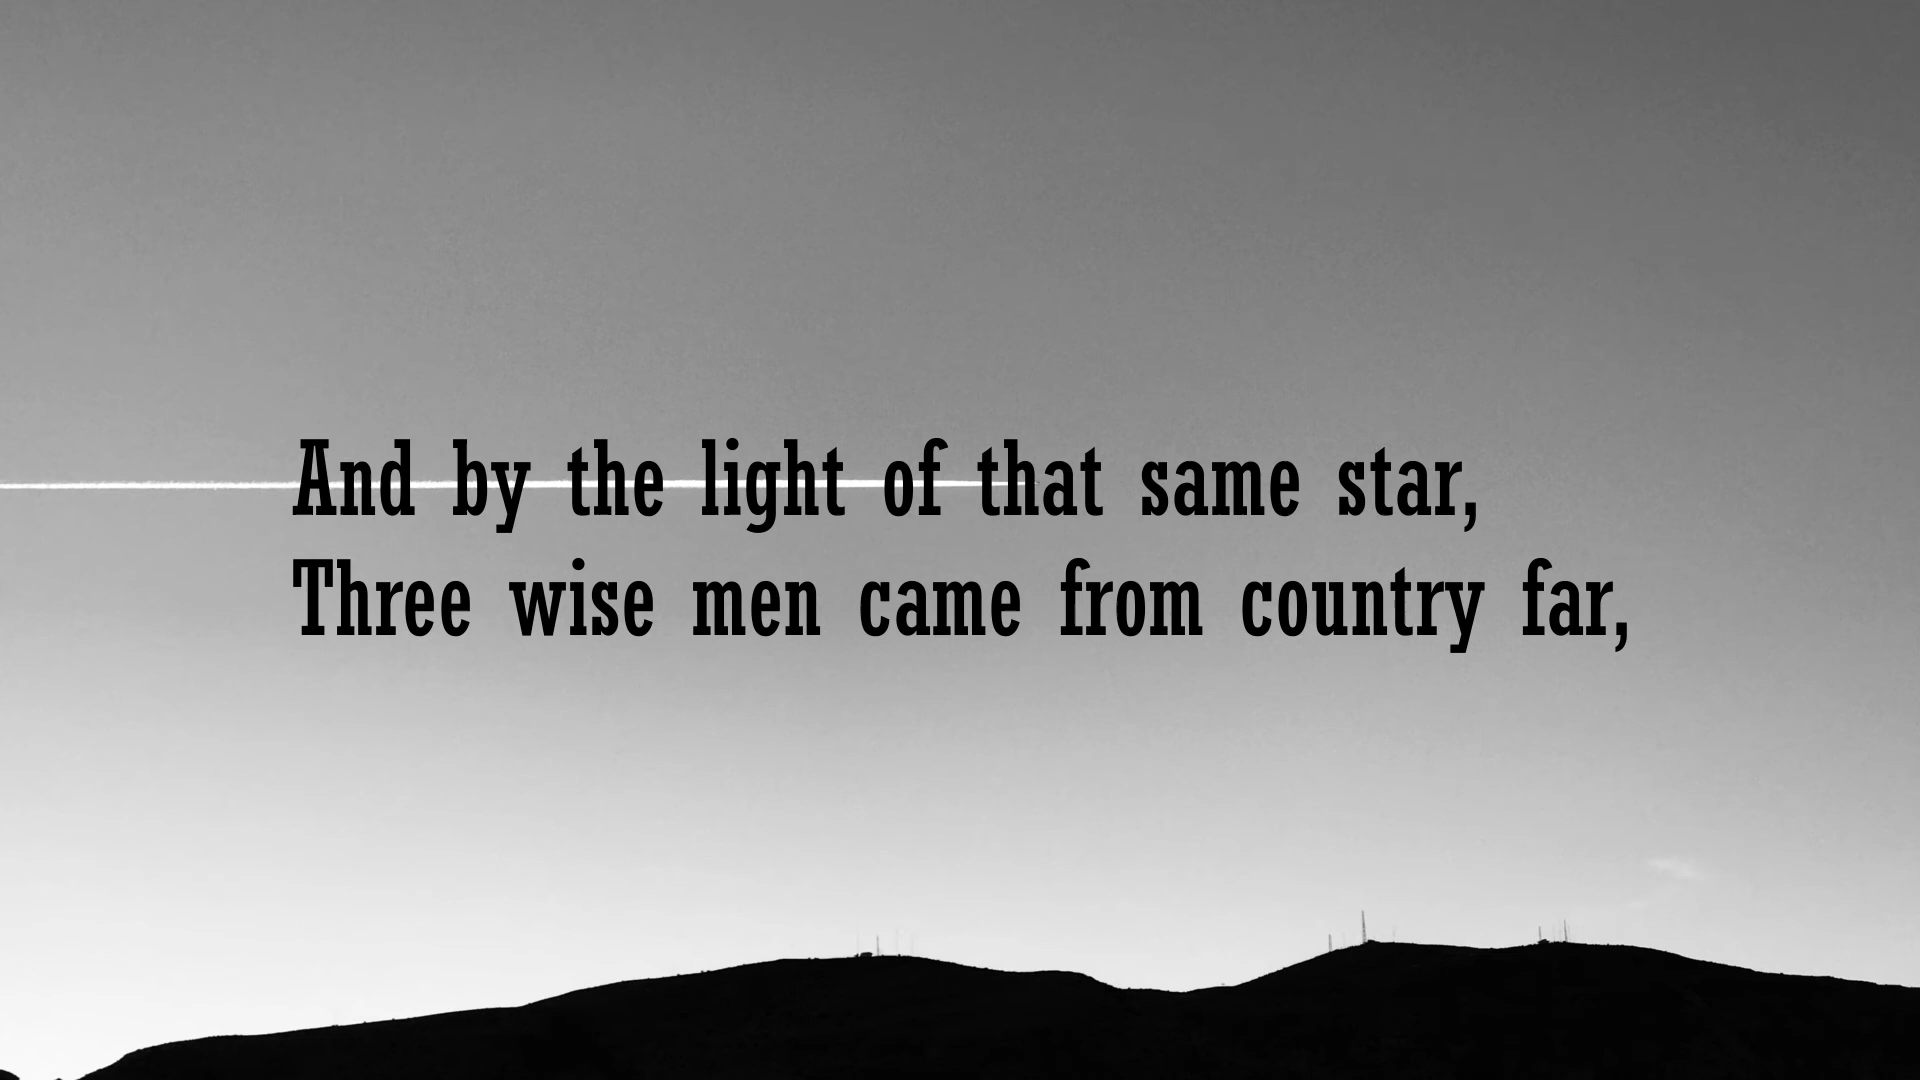 And by the light of that same star,
Three wise men came from country far,